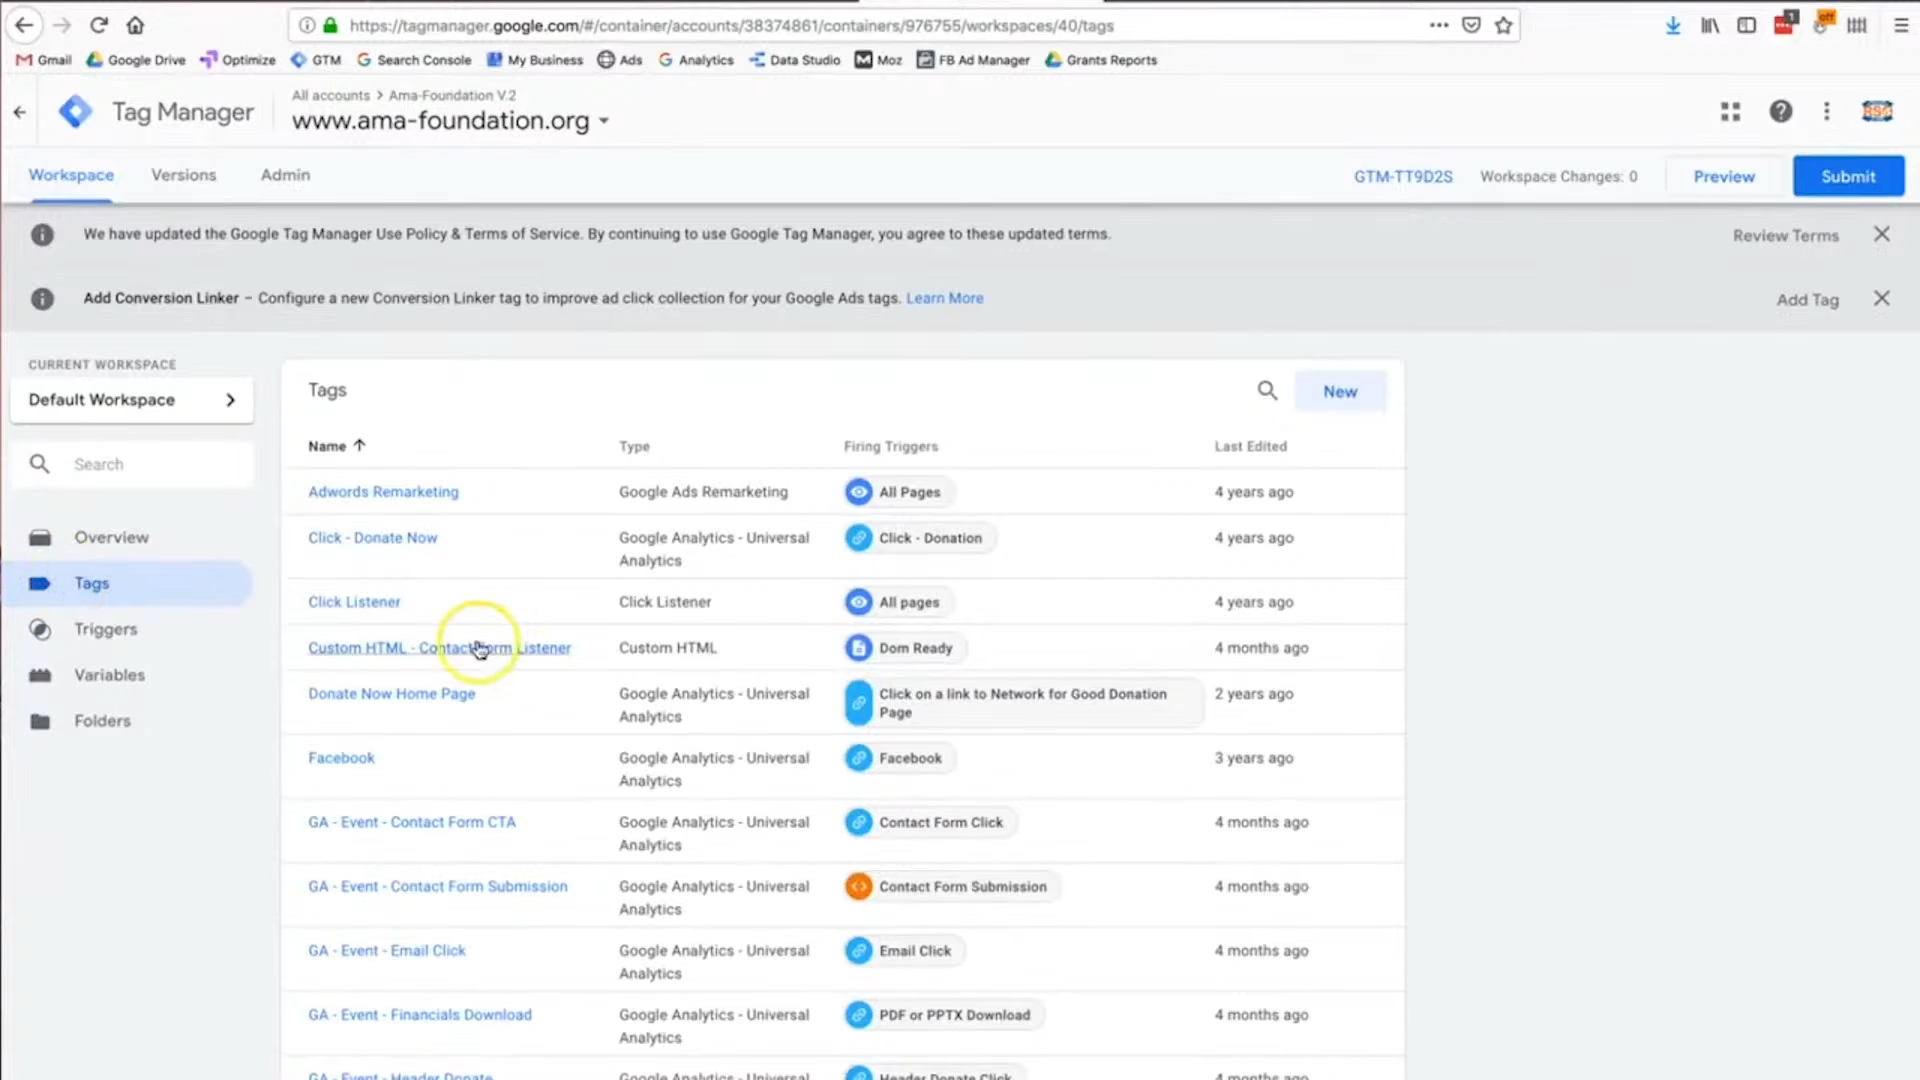 https://tagmanager.google.com/#/container/accounts/38374861/containers/976755/workspaces/40/tags
1
off
Gmail Google Drive Optimize GTM Search Console My Business Ads Analytics Data Studio Moz FB Ad Manager Grants Reports
All accounts > Ama-Foundation V.2
Tag Manager
www.ama-foundation.org
Workspace Versions Admin GTM-TT9D2S Workspace Changes: 0 Preview Submit
We have updated the Google Tag Manager Use Policy & Terms of Service. By continuing to use Google Tag Manager, you agree to these updated terms. Review Terms
Add Conversion Linker – Configure a new Conversion Linker tag to improve ad click collection for your Google Ads tags. Learn More Add Tag
CURRENT WORKSPACE
Default Workspace
Search
Overview
Tags
Triggers
Variables
Folders
Tags New
Name Type Firing Triggers Last Edited
Adwords Remarketing Google Ads Remarketing All Pages 4 years ago
Click - Donate Now Google Analytics - Universal Click - Donation 4 years ago
Analytics
Click Listener Click Listener All pages 4 years ago
Custom HTML - Contact Form Listener Custom HTML Dom Ready 4 months ago
Donate Now Home Page Google Analytics - Universal Click on a link to Network for Good Donation 2 years ago
Analytics Page
Facebook Google Analytics - Universal Facebook 3 years ago
Analytics
GA - Event - Contact Form CTA Google Analytics - Universal Contact Form Click 4 months ago
Analytics
GA - Event - Contact Form Submission Google Analytics - Universal Contact Form Submission 4 months ago
Analytics
GA - Event - Email Click Google Analytics - Universal Email Click 4 months ago
Analytics
GA - Event - Financials Download Google Analytics - Universal PDF or PPTX Download 4 months ago
Analytics
GA - Event - Header Donate Google Analytics - Universal Header Donate Click 4 months ago